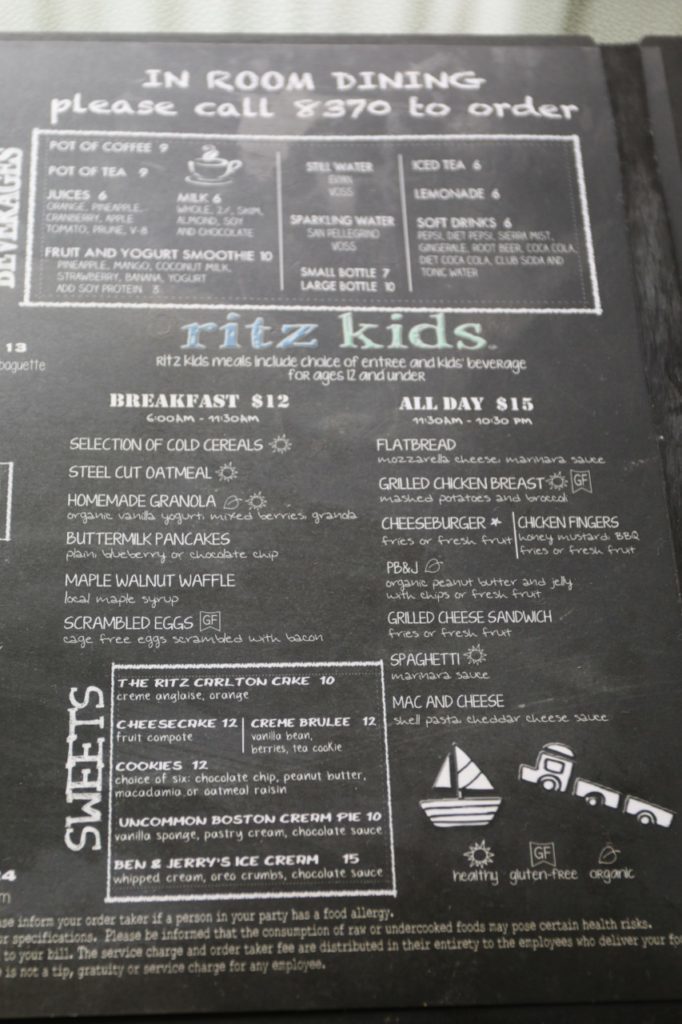 IN ROOM DINING
please call 8370 to order
BEVERAGES
POT OF COFFEE 9
POT OF TEA 9
JUICES 6
ORANGE, PINEAPPLE,
CRANBERRY, APPLE
TOMATO, PRUNE, V-8
MILK 6
WHOLE, 2%, SKIM,
ALMOND, SOY
AND CHOCOLATE
FRUIT AND YOGURT SMOOTHIE 10
PINEAPPLE, MANGO, COCONUT MILK,
STRAWBERRY, BANANA, YOGURT
ADD SOY PROTEIN 3
STILL WATER
EVIAN
VOSS
SPARKLING WATER
SAN PELLEGRINO
VOSS
SMALL BOTTLE 7
LARGE BOTTLE 10
ICED TEA 6
LEMONADE 6
SOFT DRINKS 6
PEPSI, DIET PEPSI, SIERRA MIST,
GINGERALE, ROOT BEER, COCA COLA,
DIET COCA COLA, CLUB SODA AND
TONIC WATER
13
baguette
ritz kids
Ritz kids meals include choice of entree and kids' beverage
for ages 12 and under
BREAKFAST $12
6:00AM - 11:30AM
SELECTION OF COLD CEREALS
STEEL CUT OATMEAL
HOMEMADE GRANOLA
organic vanilla yogurt, mixed berries, granola
BUTTERMILK PANCAKES
plain, blueberry or chocolate chip
MAPLE WALNUT WAFFLE
local maple syrup
SCRAMBLED EGGS GF
cage free eggs scrambled with bacon
ALL DAY $15
11:30AM - 10:30 PM
FLATBREAD
mozzarella cheese, marinara sauce
GRILLED CHICKEN BREAST GF
mashed potatoes and broccoli
CHEESEBURGER *
fries or fresh fruit
CHICKEN FINGERS
honey mustard, BBQ
fries or fresh fruit
PB&J
organic peanut butter and jelly
with chips or fresh fruit
GRILLED CHEESE SANDWICH
fries or fresh fruit
SPAGHETTI
marinara sauce
MAC AND CHEESE
shell pasta, cheddar cheese sauce
SWEETS
THE RITZ CARLTON CAKE 10
creme anglaise, orange
CHEESECAKE 12
fruit compote
CREME BRULEE 12
vanilla bean,
berries, tea cookie
COOKIES 12
choice of six: chocolate chip, peanut butter,
macadamia or oatmeal raisin
UNCOMMON BOSTON CREAM PIE 10
vanilla sponge, pastry cream, chocolate sauce
BEN & JERRY'S ICE CREAM 15
whipped cream, oreo crumbs, chocolate sauce
GF
healthy gluten-free organic
inform your order taker if a person in your party has a food allergy.
specifications. Please be informed that the consumption of raw or undercooked foods may pose certain health risks.
to your bill. The service charge and order taker fee are distributed in their entirety to the employees who deliver your
is not a tip, gratuity or service charge for any employee.